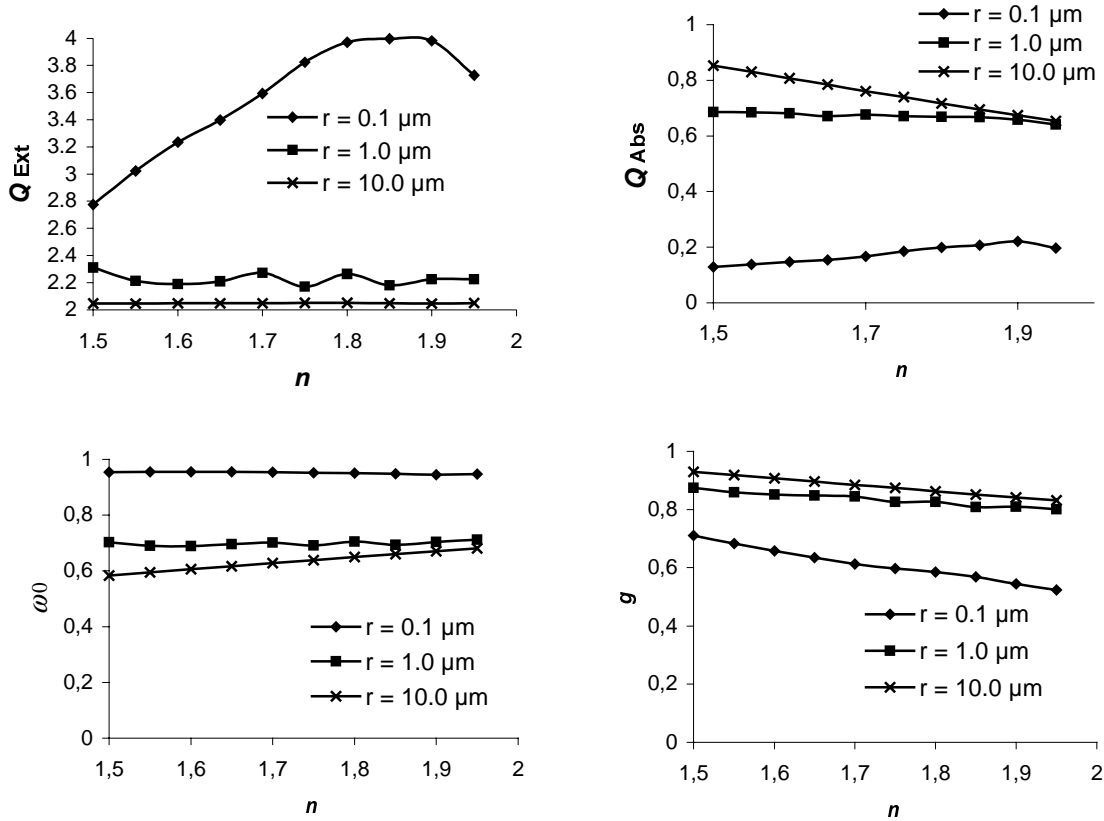 4
3.8
3.6
3.4
3.2
3
2.8
2.6
2.4
2.2
2
Q Ext
r = 0.1 µm
r = 1.0 µm
r = 10.0 µm
1.5 1.6 1.7 1.8 1.9 2
n
r = 0.1 µm
r = 1.0 µm
r = 10.0 µm
1
0,8
0,6
0,4
0,2
0
Q Abs
1,5 1,7 1,9
n
1
0,8
0,6
0,4
0,2
0
ω0
r = 0.1 µm
r = 1.0 µm
r = 10.0 µm
1,5 1,6 1,7 1,8 1,9 2
n
1
0,8
0,6
0,4
0,2
0
g
r = 0.1 µm
r = 1.0 µm
r = 10.0 µm
1,5 1,6 1,7 1,8 1,9 2
n